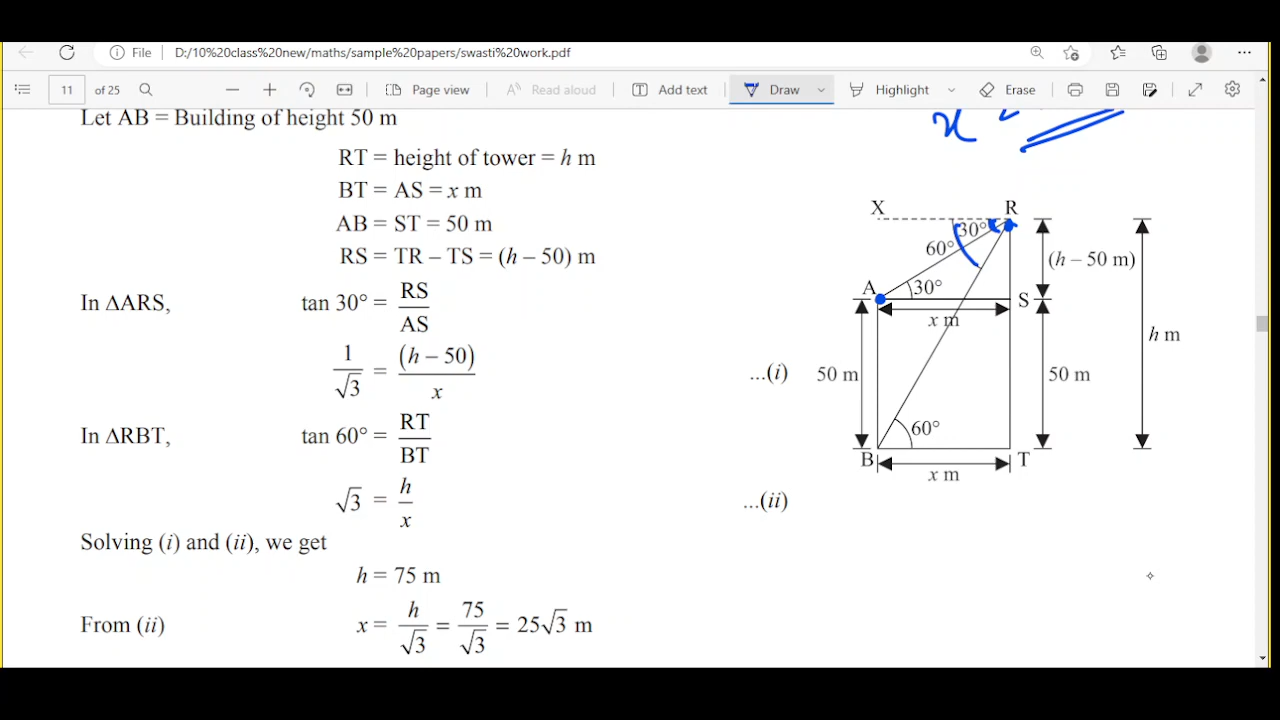 File D:/10%20class%20new/maths/sample%20papers/swasti%20work.pdf
11 of 25 Page view Read aloud Add text Draw Highlight Erase
Let AB = Building of height 50 m
x
RT = height of tower = h m
BT = AS = x m
AB = ST = 50 m
RS = TR – TS = (h – 50) m
In ΔARS, tan 30° = RS/AS
1/√3 = (h – 50)/x ...(i)
In ΔRBT, tan 60° = RT/BT
√3 = h/x ...(ii)
Solving (i) and (ii), we get
h = 75 m
From (ii) x = h/√3 = 75/√3 = 25√3 m
X R
30°
60° (h – 50 m)
A 30° S
x m
h m
50 m 50 m
60°
B T
x m